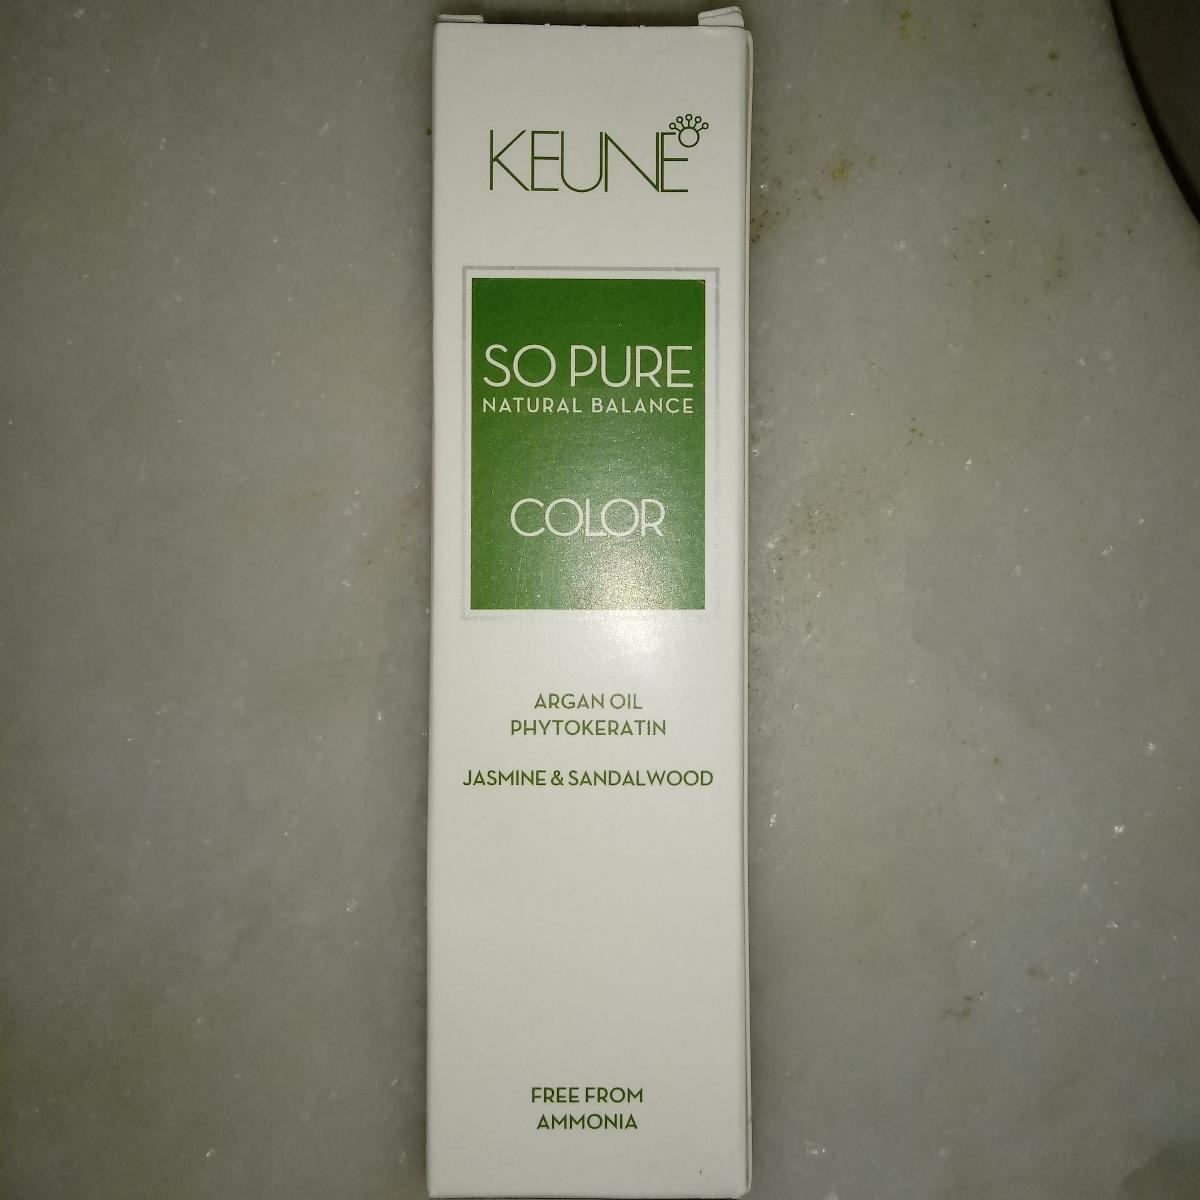 KEUNE
SO PURE
NATURAL BALANCE
COLOR
ARGAN OIL
PHYTOKERATIN
JASMINE & SANDALWOOD
FREE FROM
AMMONIA